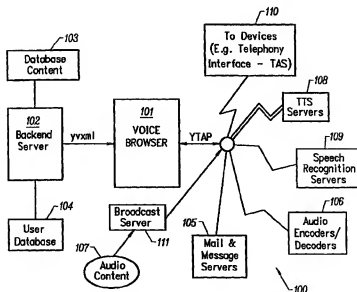 110
To Devices
(E.g. Telephony
Interface - TAS)
103
Database
Content
108
TTS
Servers
102
Backend
Server
yvxml
101
VOICE
BROWSER
YTAP
109
Speech
Recognition
Servers
104
User
Database
Broadcast
Server
111
107
Audio
Content
105
Mail &
Message
Servers
106
Audio
Encoders/
Decoders
100